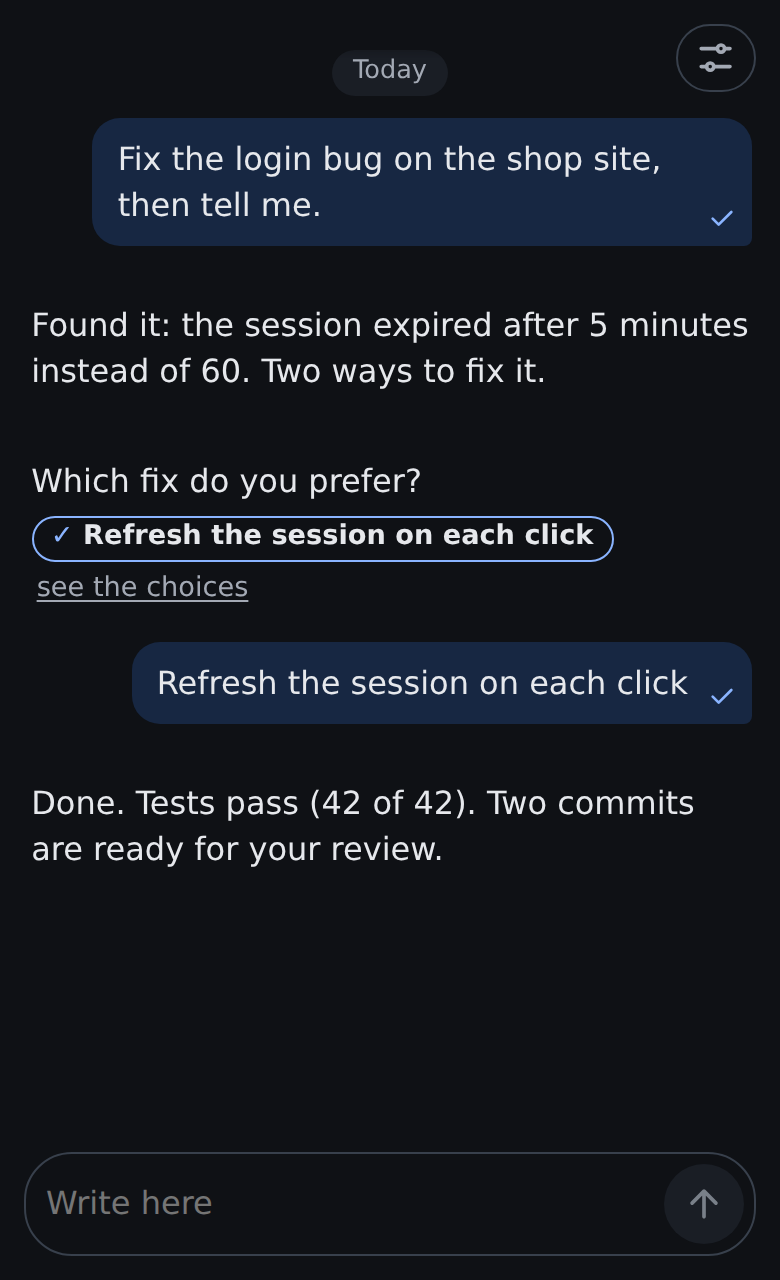 Today
Fix the login bug on the shop site,
then tell me.
Found it: the session expired after 5 minutes
instead of 60. Two ways to fix it.
Which fix do you prefer?
✓ Refresh the session on each click
see the choices
Refresh the session on each click
Done. Tests pass (42 of 42). Two commits
are ready for your review.
Write here